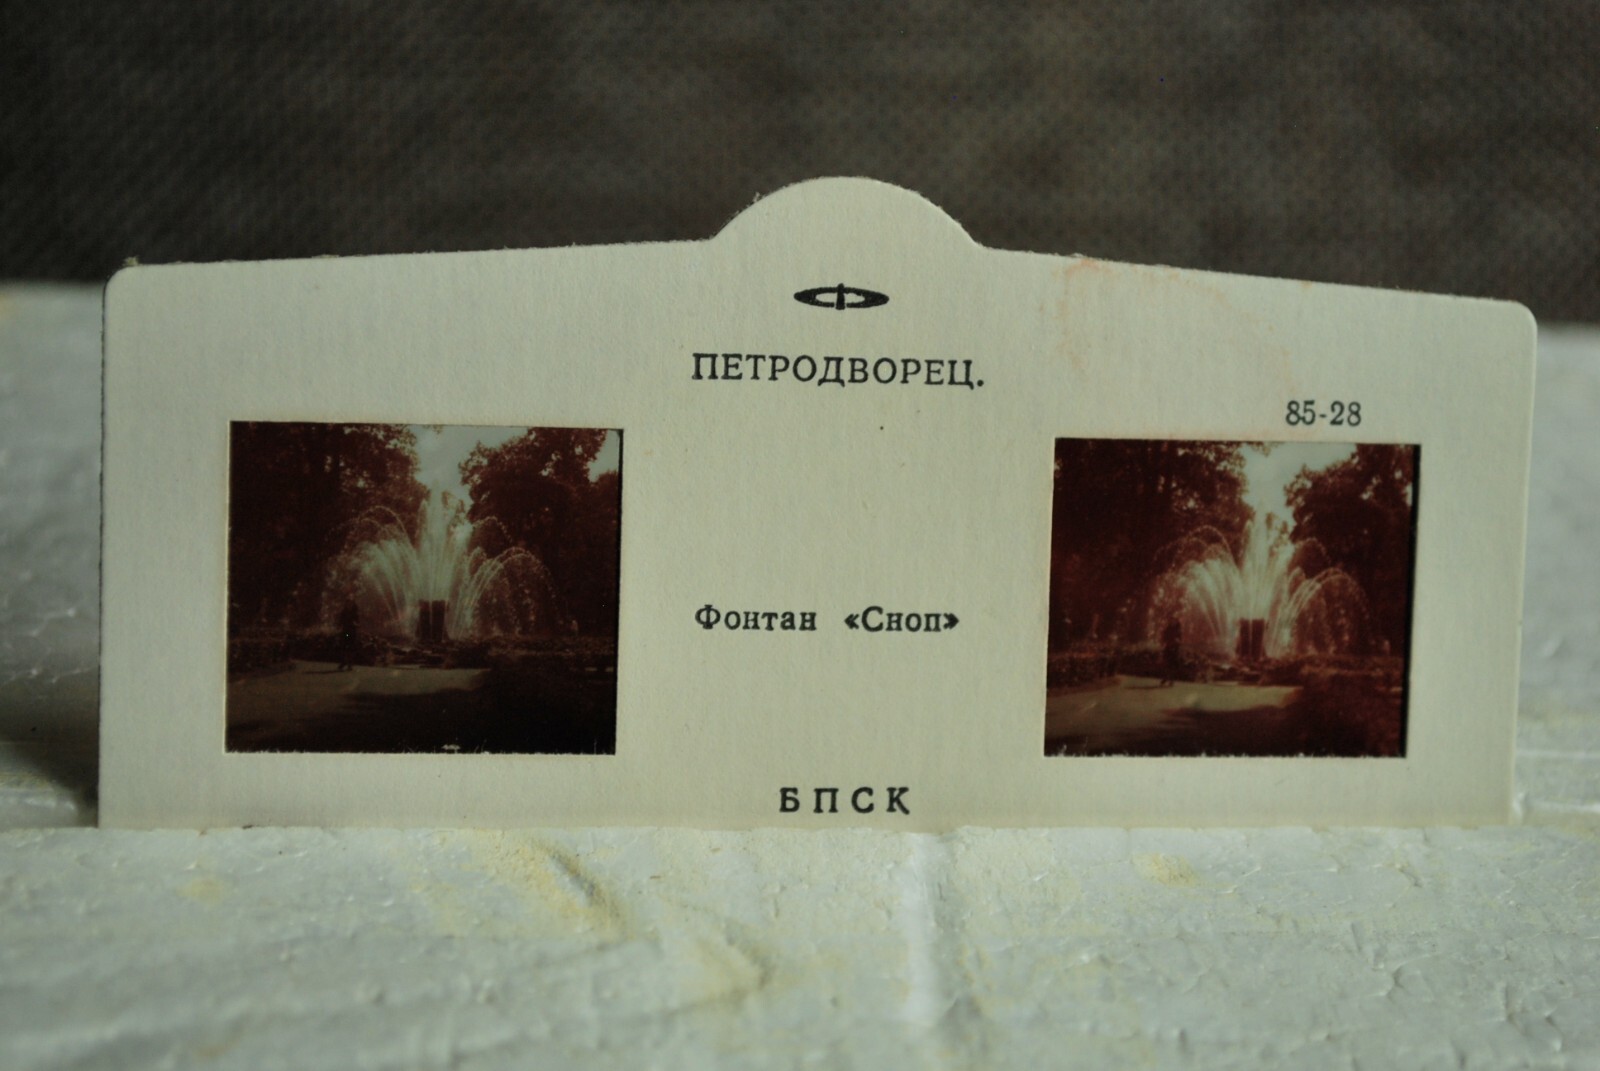 ПЕТРОДВОРЕЦ.
85-28
Фонтан «Сноп»
БПСК